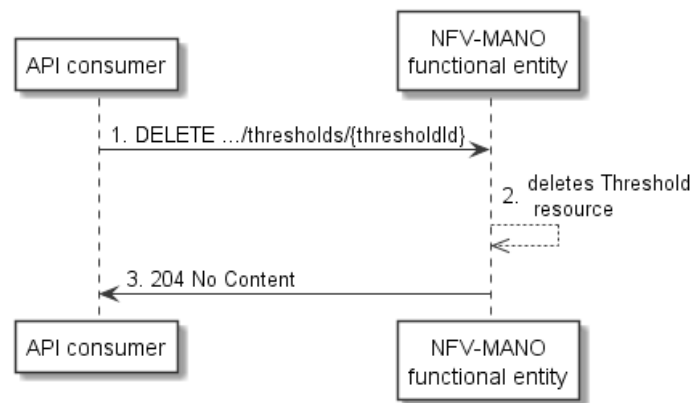 API consumer
NFV-MANO
functional entity
1. DELETE .../thresholds/{thresholdId}
2. deletes Threshold
resource
3. 204 No Content
API consumer
NFV-MANO
functional entity